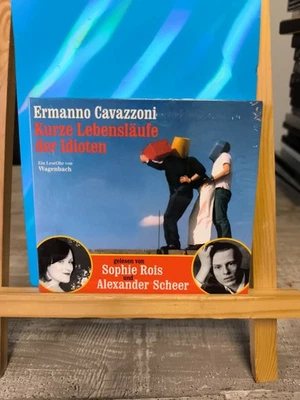 Ermanno Cavazzoni
Kurze Lebensläufe
der Idioten
Ein LeseOhr von
Wagenbach
gelesen von
Sophie Rois
und
Alexander Scheer